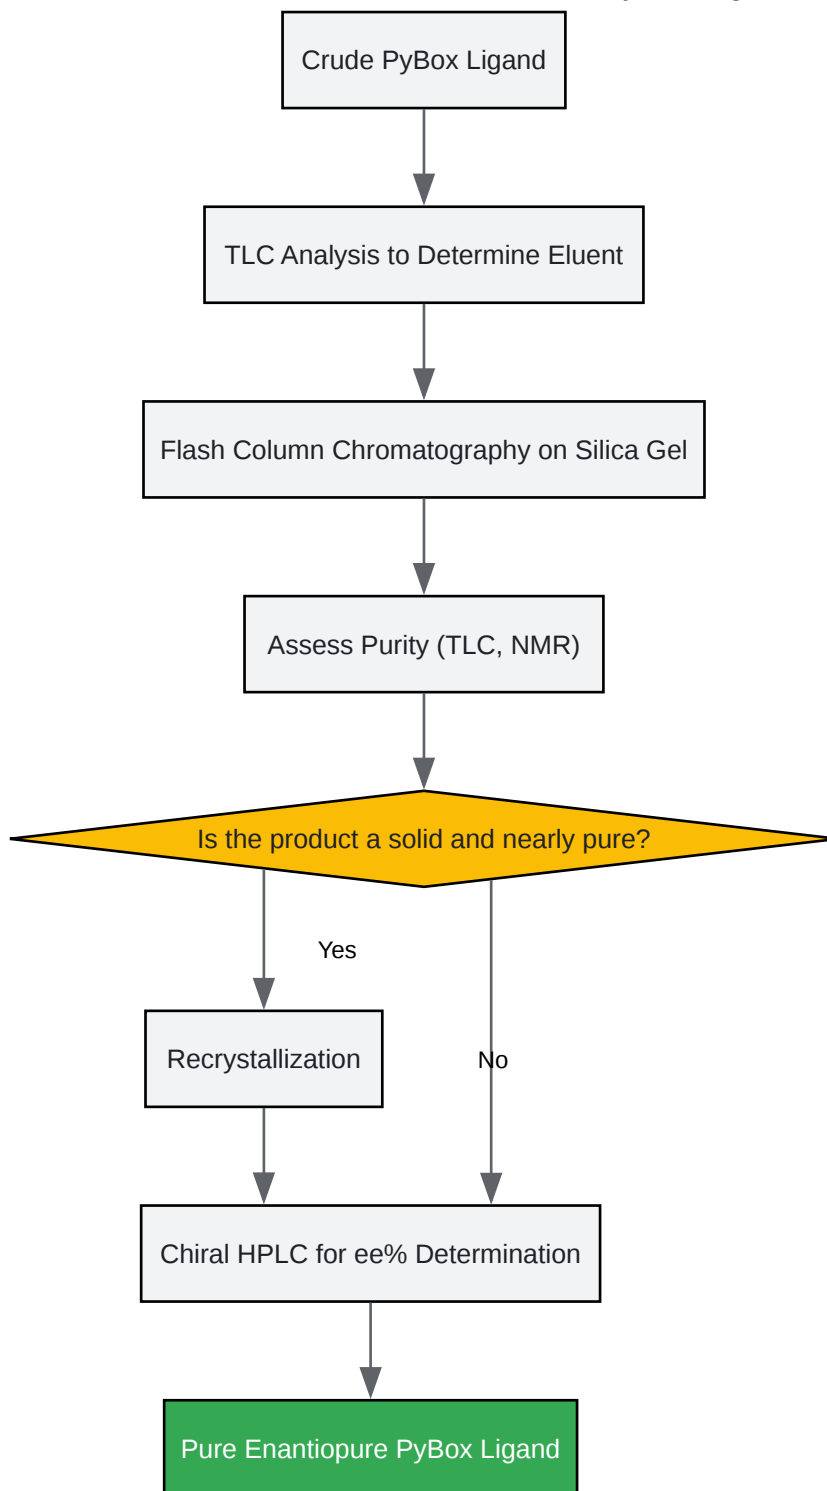 Crude PyBox Ligand
TLC Analysis to Determine Eluent
Flash Column Chromatography on Silica Gel
Assess Purity (TLC, NMR)
Is the product a solid and nearly pure?
Yes
Recrystallization
No
Chiral HPLC for ee% Determination
Pure Enantiopure PyBox Ligand